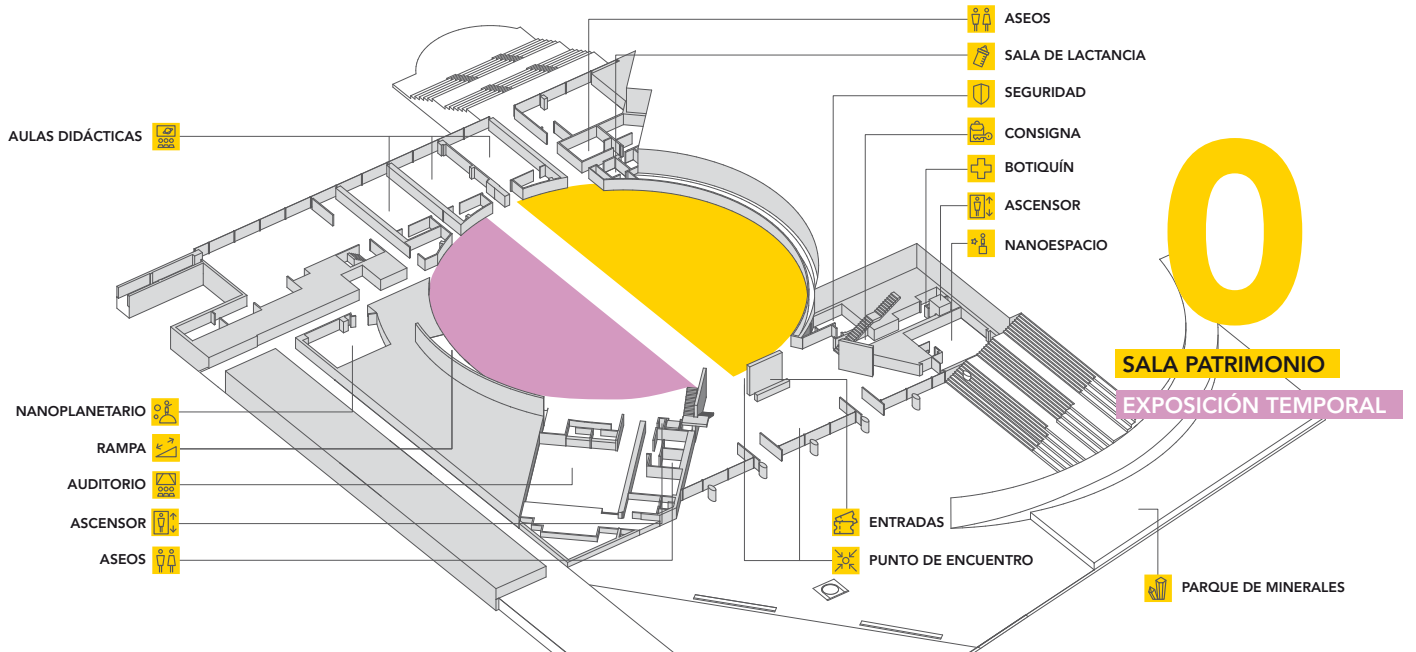 ASEOS
SALA DE LACTANCIA
SEGURIDAD
CONSIGNA
BOTIQUÍN
ASCENSOR
NANOESPACIO
AULAS DIDÁCTICAS
0
SALA PATRIMONIO
EXPOSICIÓN TEMPORAL
NANOPLANETARIO
RAMPA
AUDITORIO
ASCENSOR
ASEOS
ENTRADAS
PUNTO DE ENCUENTRO
PARQUE DE MINERALES